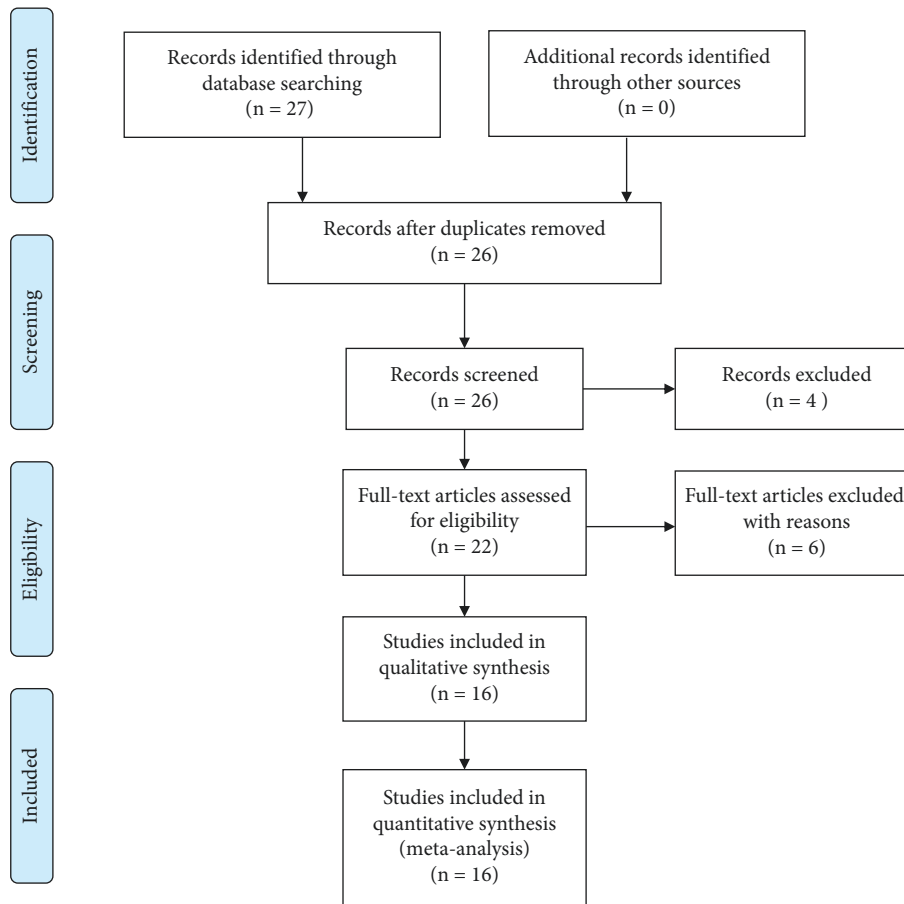 Identification
Records identified through
database searching
(n = 27)
Additional records identified
through other sources
(n = 0)
Records after duplicates removed
(n = 26)
Screening
Records screened
(n = 26)
Records excluded
(n = 4 )
Eligibility
Full-text articles assessed
for eligibility
(n = 22)
Full-text articles excluded
with reasons
(n = 6)
Studies included in
qualitative synthesis
(n = 16)
Included
Studies included in
quantitative synthesis
(meta-analysis)
(n = 16)